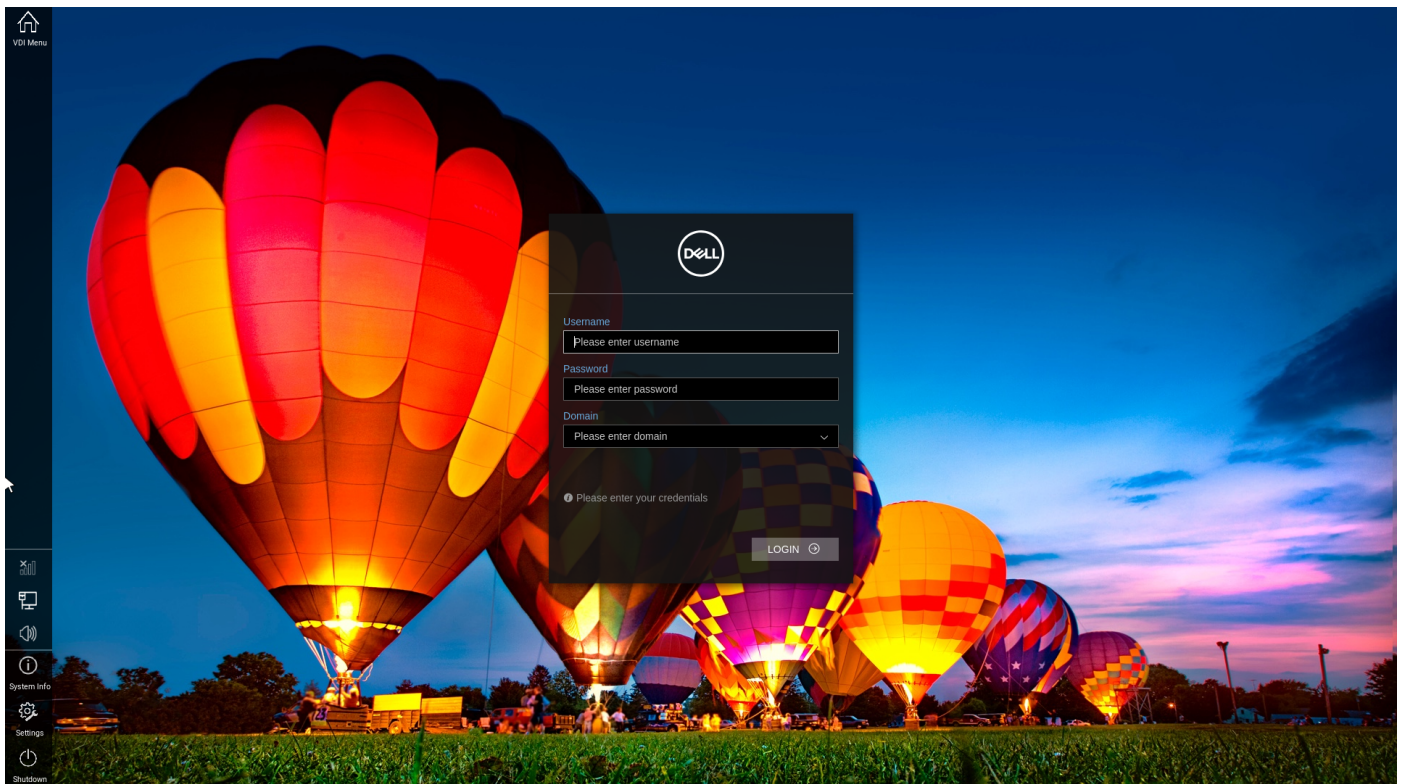 VDI Menu
DELL
Username
Please enter username
Password
Please enter password
Domain
Please enter domain
Please enter your credentials
LOGIN
System Info
Settings
Shutdown